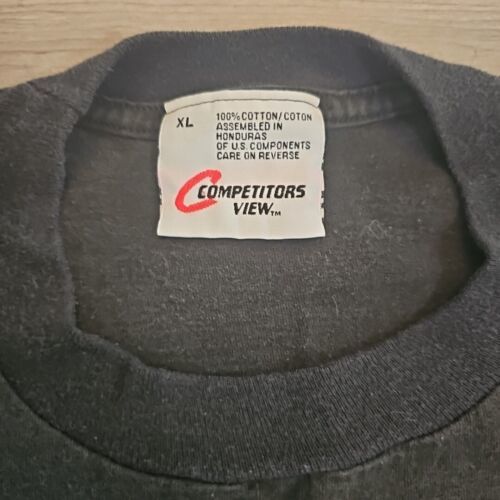 XL
100% COTTON/COTON
ASSEMBLED IN
HONDURAS
OF U.S. COMPONENTS
CARE ON REVERSE
COMPETITORS
VIEW™